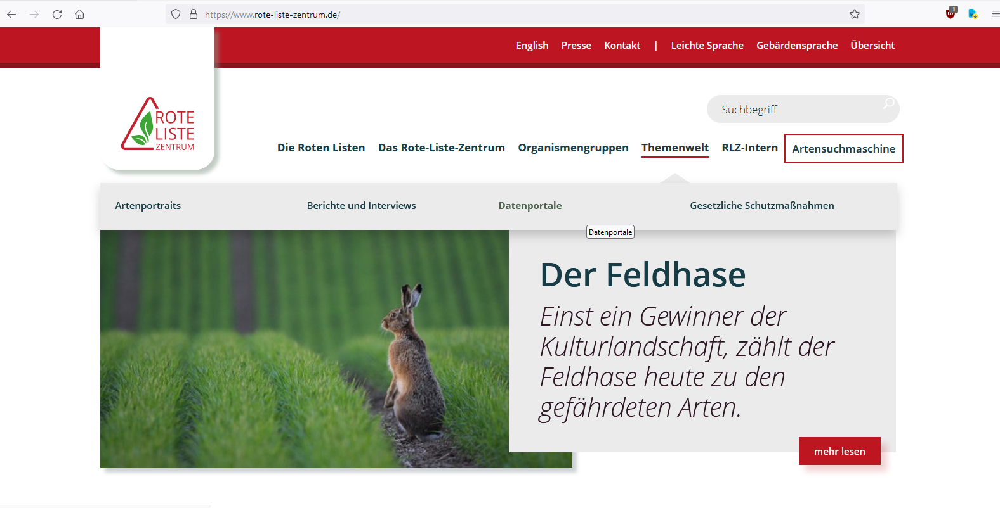 https://www.rote-liste-zentrum.de/
1
English Presse Kontakt | Leichte Sprache Gebärdensprache Übersicht
ROTE
LISTE
ZENTRUM
Suchbegriff
Die Roten Listen Das Rote-Liste-Zentrum Organismengruppen Themenwelt RLZ-Intern Artensuchmaschine
Artenportraits Berichte und Interviews Datenportale Gesetzliche Schutzmaßnahmen
Datenportale
Der Feldhase
Einst ein Gewinner der
Kulturlandschaft, zählt der
Feldhase heute zu den
gefährdeten Arten.
mehr lesen